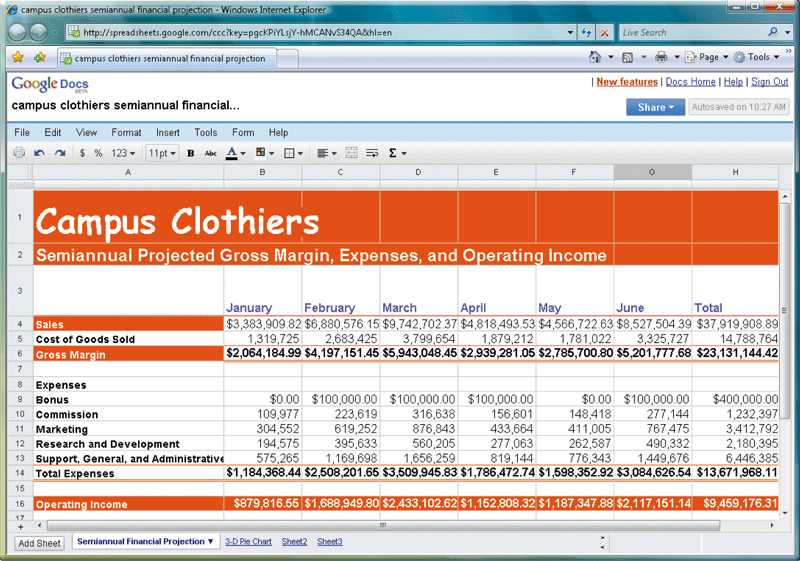 campus clothiers semiannual financial projection - Windows Internet Explorer
http://spreadsheets.google.com/ccc?key=pgcKPiYLsjY-hMCANvS34QA&hl=en Live Search
campus clothiers semiannual financial projection Page Tools
Google Docs BETA | New features | Docs Home | Help | Sign Out
campus clothiers semiannual financial... Share Autosaved on 10:27 AM
File Edit View Format Insert Tools Form Help
$ % 123 11pt B Abc A Σ
A B C D E F G H
1 Campus Clothiers
2 Semiannual Projected Gross Margin, Expenses, and Operating Income
3 January February March April May June Total
4 Sales $3,383,909.82 $6,880,576.15 $9,742,702.37 $4,818,493.53 $4,566,722.63 $8,527,504.39 $37,919,908.89
5 Cost of Goods Sold 1,319,725 2,683,425 3,799,654 1,879,212 1,781,022 3,325,727 14,788,764
6 Gross Margin $2,064,184.99 $4,197,151.45 $5,943,048.45 $2,939,281.05 $2,785,700.80 $5,201,777.68 $23,131,144.42
7
8 Expenses
9 Bonus $0.00 $100,000.00 $100,000.00 $100,000.00 $0.00 $100,000.00 $400,000.00
10 Commission 109,977 223,619 316,638 156,601 148,418 277,144 1,232,397
11 Marketing 304,552 619,252 876,843 433,664 411,005 767,475 3,412,792
12 Research and Development 194,575 395,633 560,205 277,063 262,587 490,332 2,180,395
13 Support, General, and Administrative 575,265 1,169,698 1,656,259 819,144 776,343 1,449,676 6,446,385
14 Total Expenses $1,184,368.44 $2,508,201.65 $3,509,945.83 $1,786,472.74 $1,598,352.92 $3,084,626.54 $13,671,968.11
15
16 Operating Income $879,816.55 $1,688,949.80 $2,433,102.62 $1,152,808.32 $1,187,347.88 $2,117,151.14 $9,459,176.31
17
Add Sheet Semiannual Financial Projection 3-D Pie Chart Sheet2 Sheet3